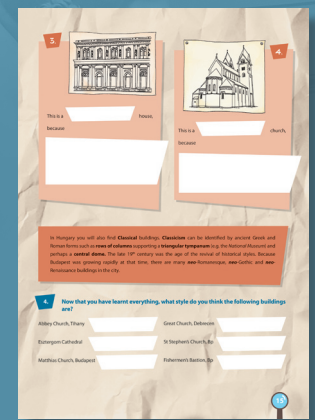 3.
4.
This is a
house,
because
This is a
church,
because
In Hungary you will also find Classical buildings. Classicism can be identified by ancient Greek and
Roman forms such as rows of columns supporting a triangular tympanum (e.g. the National Museum) and
perhaps a central dome. The late 19th century was the age of the revival of historical styles. Because
Budapest was growing rapidly at that time, there are many neo-Romanesque, neo-Gothic and neo-
Renaissance buildings in the city.
4. Now that you have learnt everything, what style do you think the following buildings
are?
Abbey Church, Tihany
Great Church, Debrecen
Esztergom Cathedral
St Stephen's Church, Bp
Matthias Church, Budapest
Fishermen's Bastion, Bp
15